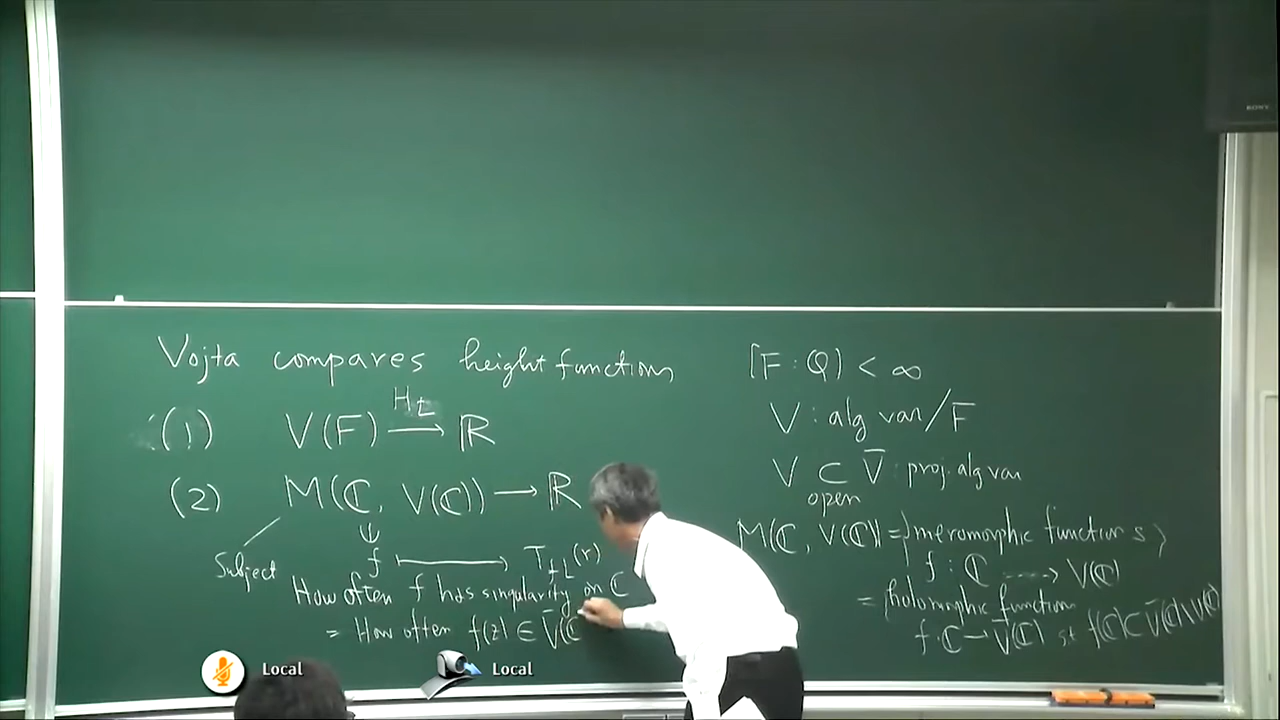 Vojta compares height functions
(1) V(F) ⟶ ℝ
H_L
(2) M(ℂ, V(ℂ)) ⟶ ℝ
Subject
f ⟼ T_{f,L}(r)
How often f has singularity on ℂ
= How often f(z) ∈ V̄(ℂ
[F : Q) < ∞
V : alg var/F
V ⊂ V̄ : proj. alg var
open
M(ℂ, V(ℂ)) = {meromorphic functions}
f : ℂ ⇢ V(ℂ)
= {holomorphic function
f : ℂ → V̄(ℂ) st f(ℂ) ⊂ V̄(ℂ) \ V(ℂ)
Local
Local
SONY